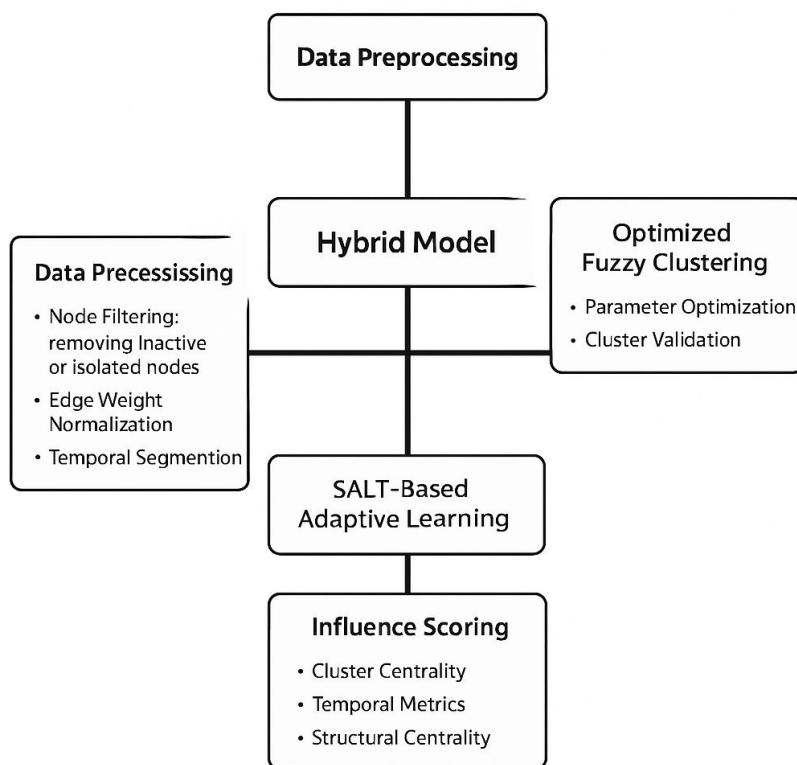 Data Preprocessing
Hybrid Model
Data Precessissing
• Node Filtering:
removing Inactive
or isolated nodes
• Edge Weight
Normalization
• Temporal Segmention
Optimized
Fuzzy Clustering
• Parameter Optimization
• Cluster Validation
SALT-Based
Adaptive Learning
Influence Scoring
• Cluster Centrality
• Temporal Metrics
• Structural Centrality